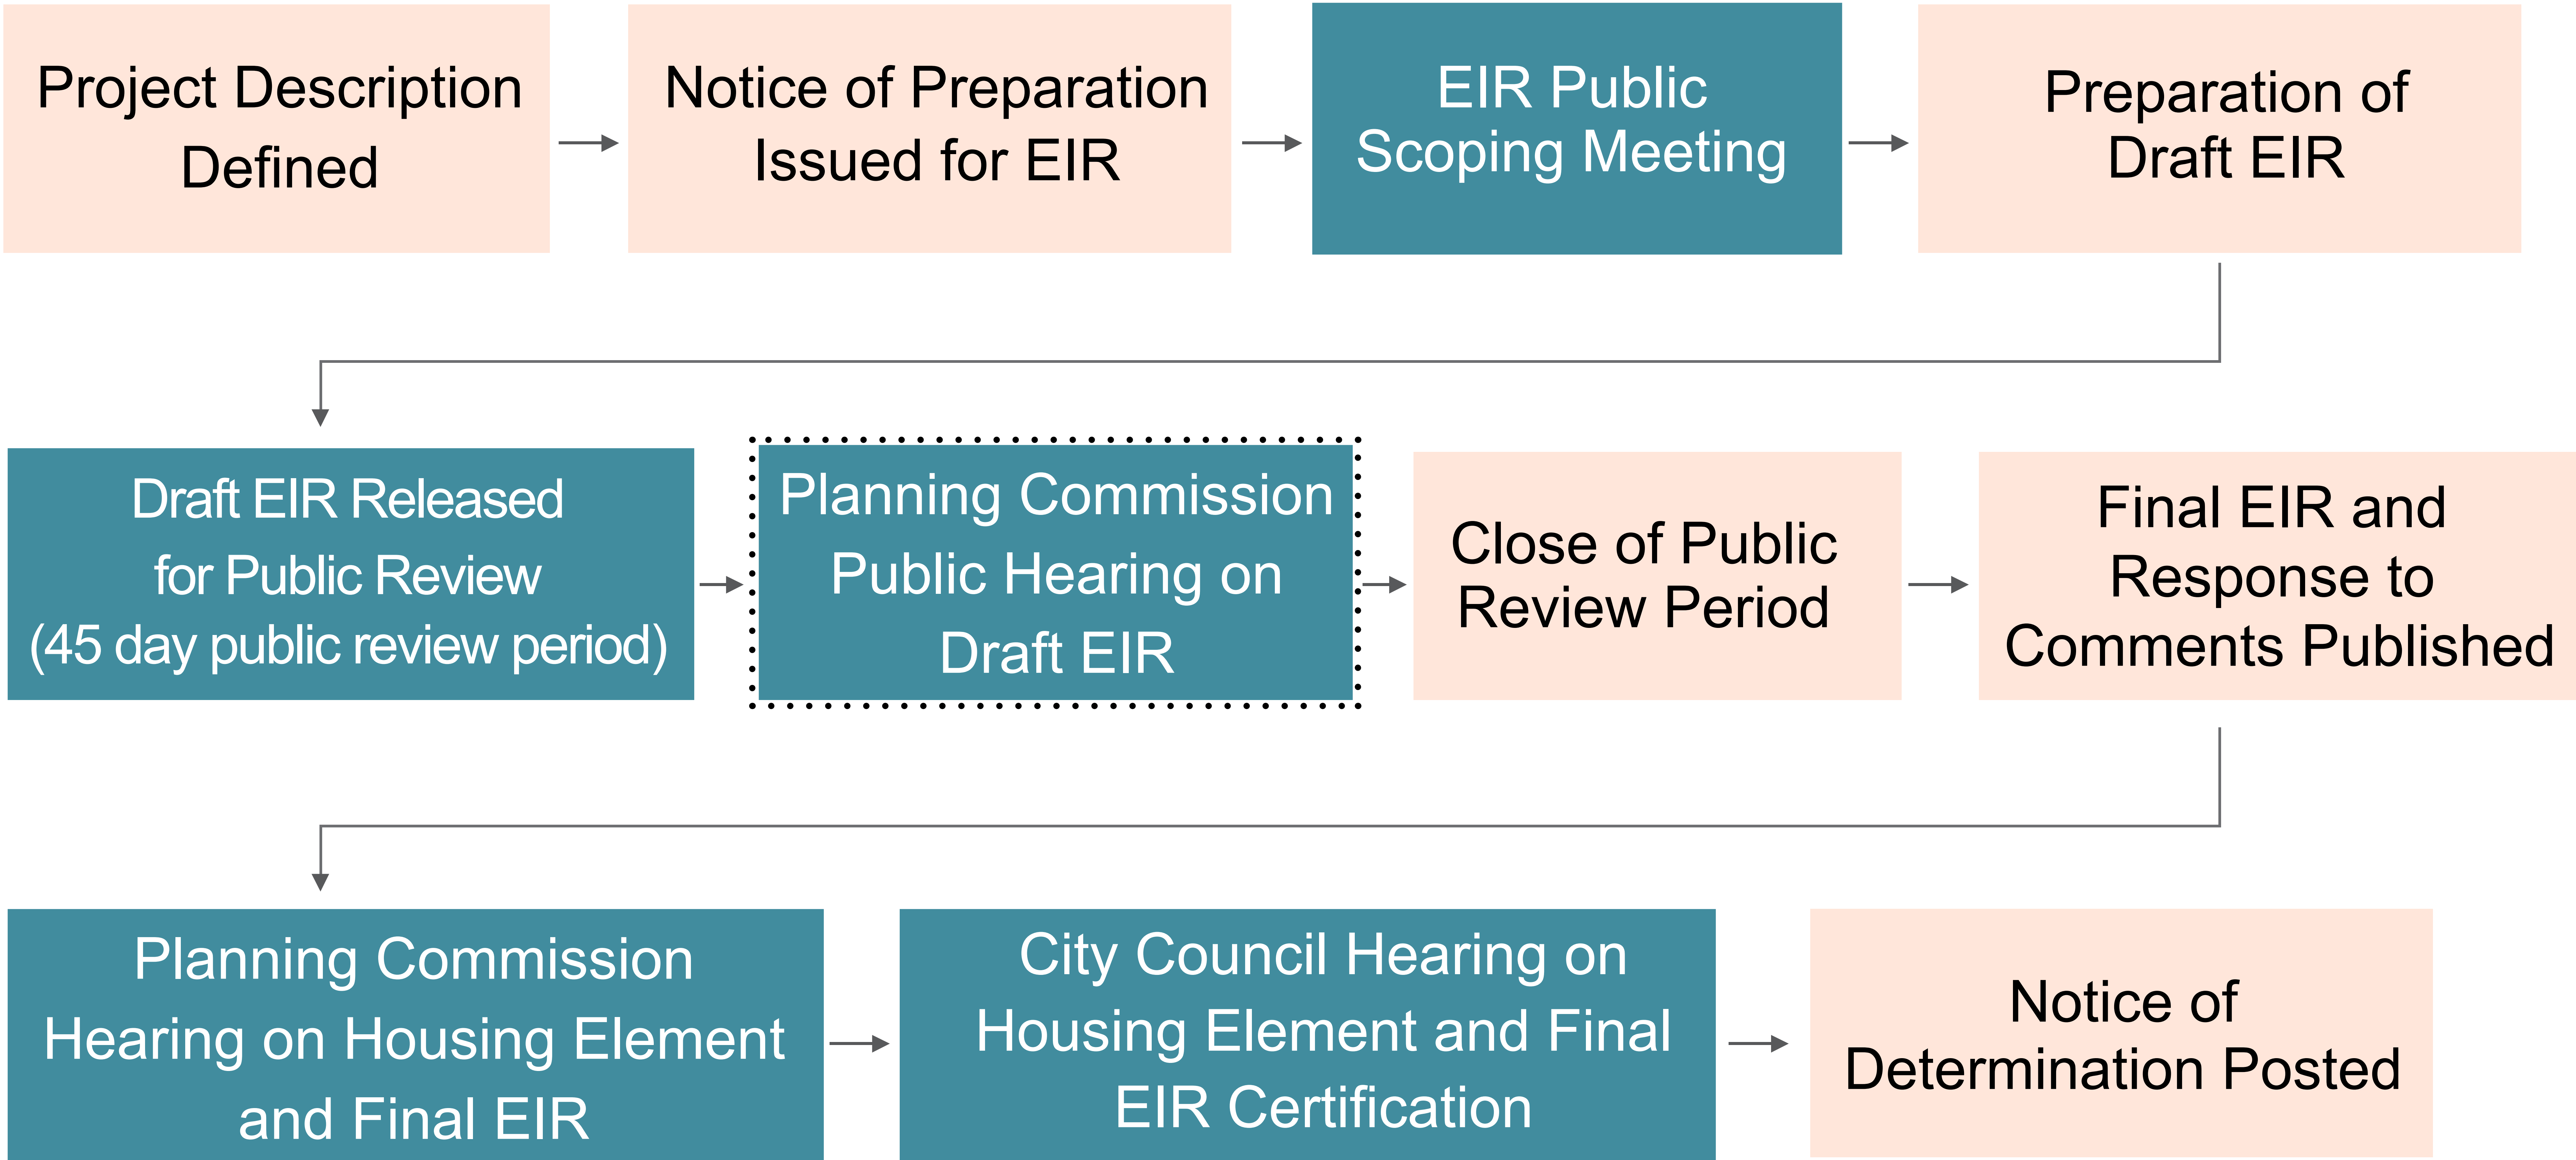 Project Description
Defined
Notice of Preparation
Issued for EIR
EIR Public
Scoping Meeting
Preparation of
Draft EIR
Draft EIR Released
for Public Review
(45 day public review period)
Planning Commission
Public Hearing on
Draft EIR
Close of Public
Review Period
Final EIR and
Response to
Comments Published
Planning Commission
Hearing on Housing Element
and Final EIR
City Council Hearing on
Housing Element and Final
EIR Certification
Notice of
Determination Posted